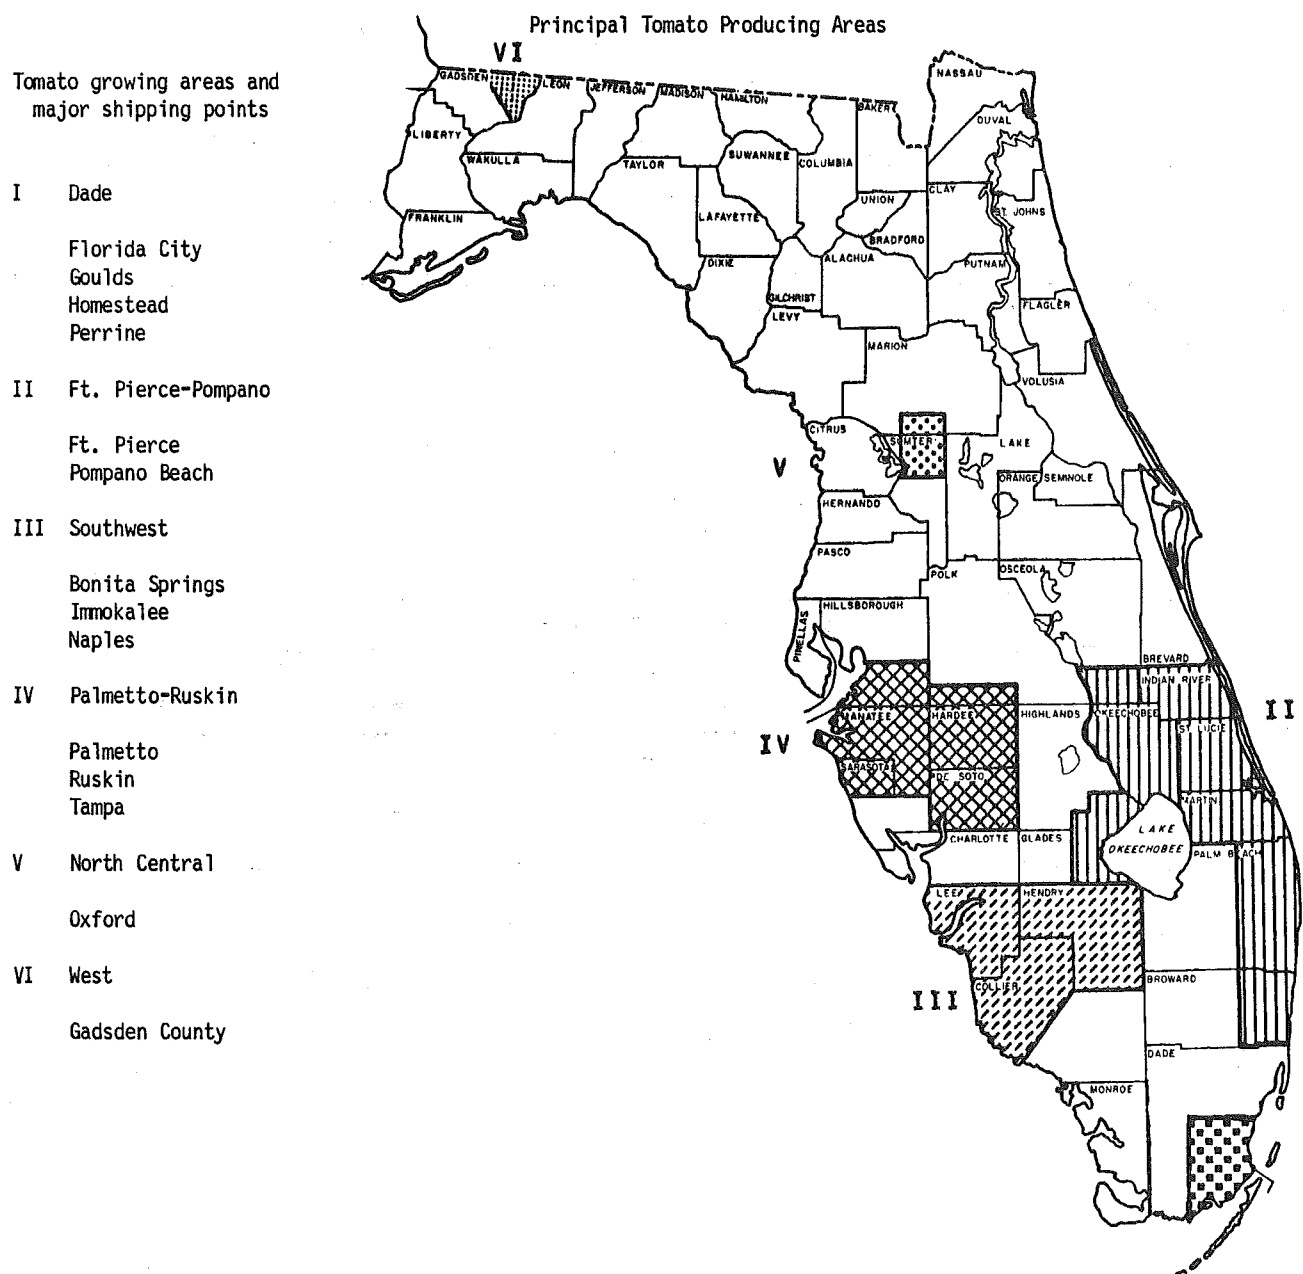 Principal Tomato Producing Areas
Tomato growing areas and
major shipping points
I Dade
Florida City
Goulds
Homestead
Perrine
II Ft. Pierce-Pompano
Ft. Pierce
Pompano Beach
III Southwest
Bonita Springs
Immokalee
Naples
IV Palmetto-Ruskin
Palmetto
Ruskin
Tampa
V North Central
Oxford
VI West
Gadsden County
VI
GADSDEN
LEON
JEFFERSON
MADISON
HAMILTON
BAKER
NASSAU
DUVAL
LIBERTY
WAKULLA
TAYLOR
SUWANNEE
COLUMBIA
UNION
CLAY
ST. JOHNS
FRANKLIN
LAFAYETTE
BRADFORD
DIXIE
ALACHUA
PUTNAM
GILCHRIST
FLAGLER
LEVY
MARION
VOLUSIA
CITRUS
SUMTER
LAKE
V
ORANGE
SEMINOLE
HERNANDO
PASCO
POLK
OSCEOLA
HILLSBOROUGH
PINELLAS
BREVARD
INDIAN RIVER
II
MANATEE
HARDEE
HIGHLANDS
OKEECHOBEE
ST LUCIE
IV
SARASOTA
DE SOTO
MARTIN
LAKE
OKEECHOBEE
CHARLOTTE
GLADES
PALM BEACH
LEE
HENDRY
III
COLLIER
BROWARD
DADE
MONROE